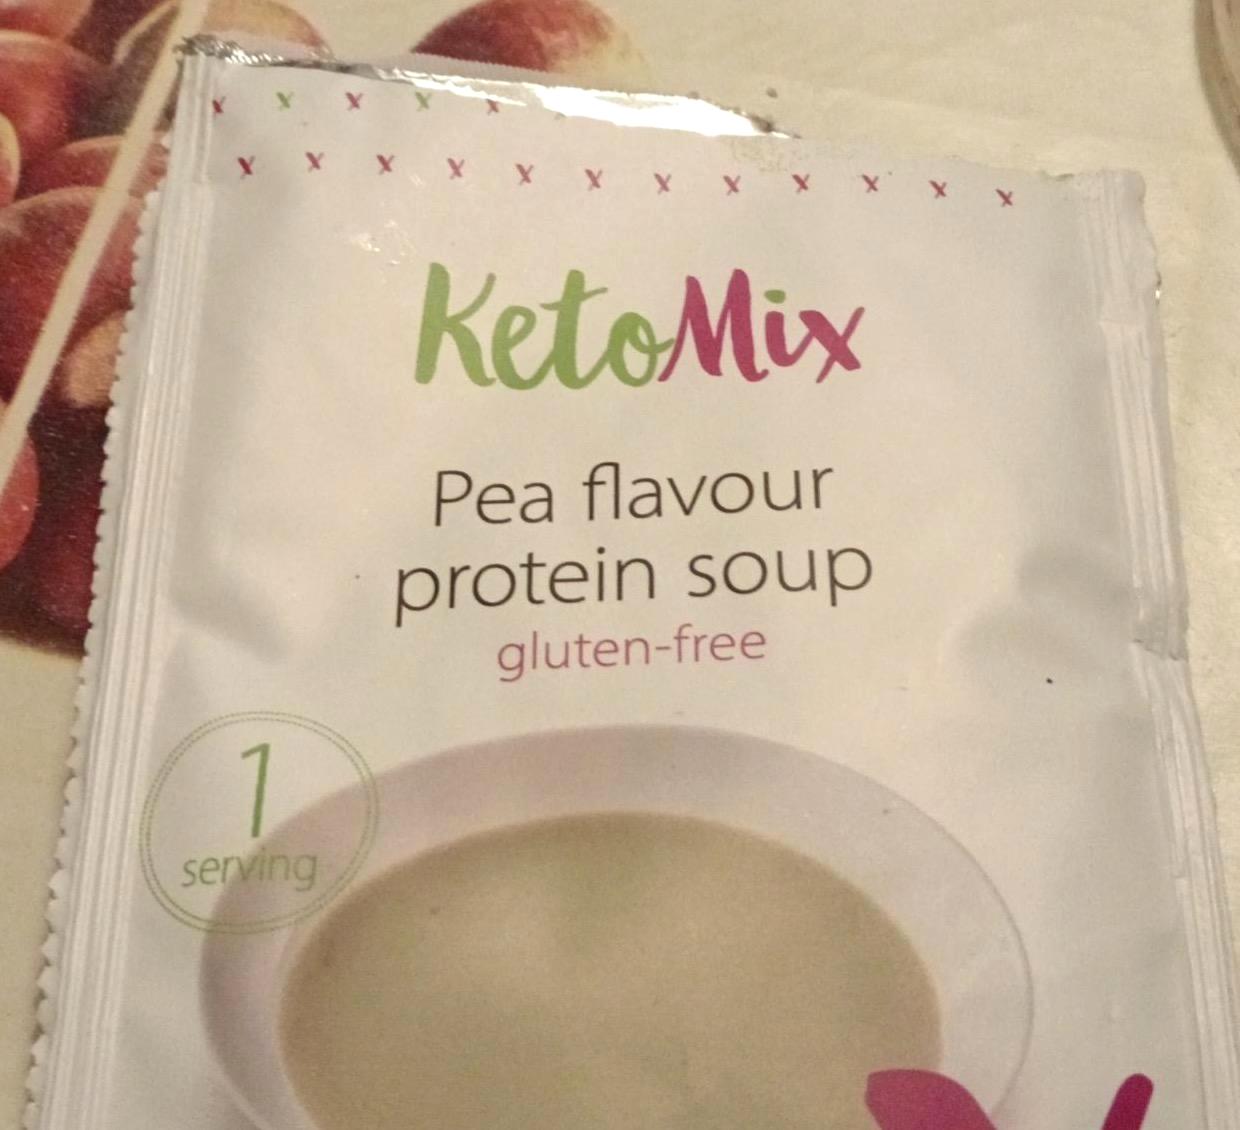 x x x x x
x x x x x x x x x x x x
KetoMix
Pea flavour
protein soup
gluten-free
1
serving